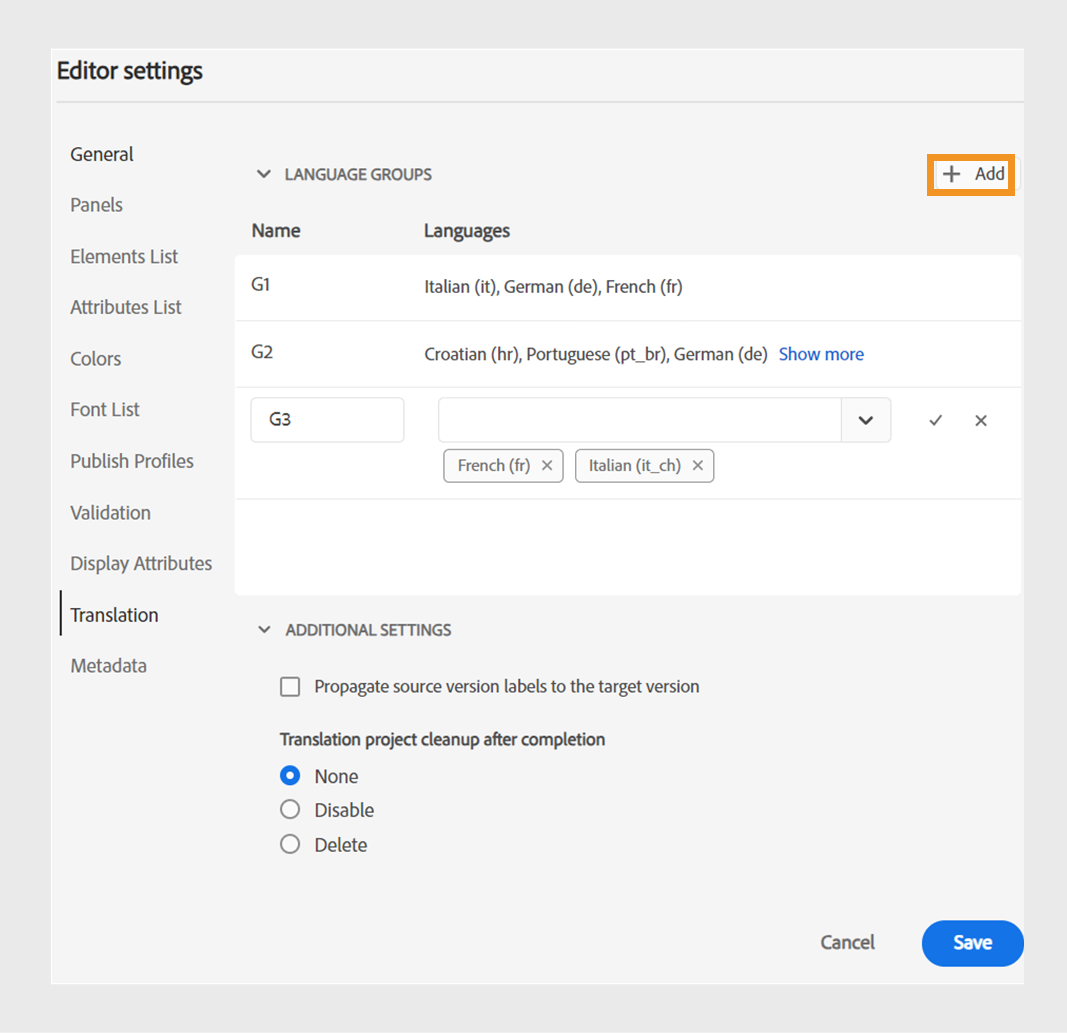 Editor settings
General
Panels
Elements List
Attributes List
Colors
Font List
Publish Profiles
Validation
Display Attributes
Translation
Metadata
LANGUAGE GROUPS
Add
Name Languages
G1 Italian (it), German (de), French (fr)
G2 Croatian (hr), Portuguese (pt_br), German (de) Show more
G3
French (fr) Italian (it_ch)
ADDITIONAL SETTINGS
Propagate source version labels to the target version
Translation project cleanup after completion
None
Disable
Delete
Cancel Save